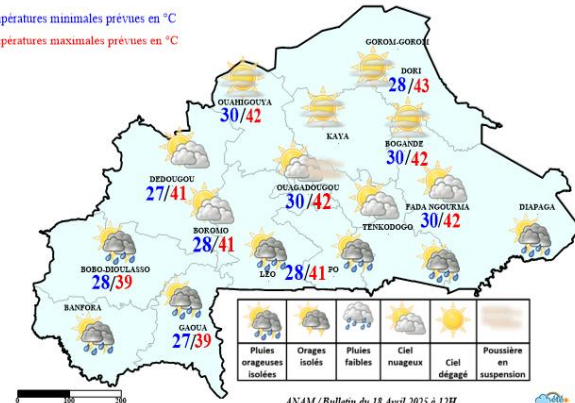 pératures minimales prévues en °C
pératures maximales prévues en °C
GOROM-GOROM
DORI
28/43
OUAHIGOUYA
30/42
KAYA
BOGANDE
30/42
DEDOUGOU
27/41
OUAGADOUGOU
30/42
FADA NGOURMA
30/42
DIAPAGA
TENKODOGO
BOROMO
28/41
BOBO-DIOULASSO
28/39
LEO
28/41
PO
BANFORA
GAOUA
27/39
Pluies orageuses isolées
Orages isolés
Pluies faibles
Ciel nuageux
Ciel dégagé
Poussière en suspension
100
200
ANAM / Bulletin du 18 Avril 2025 à 12H